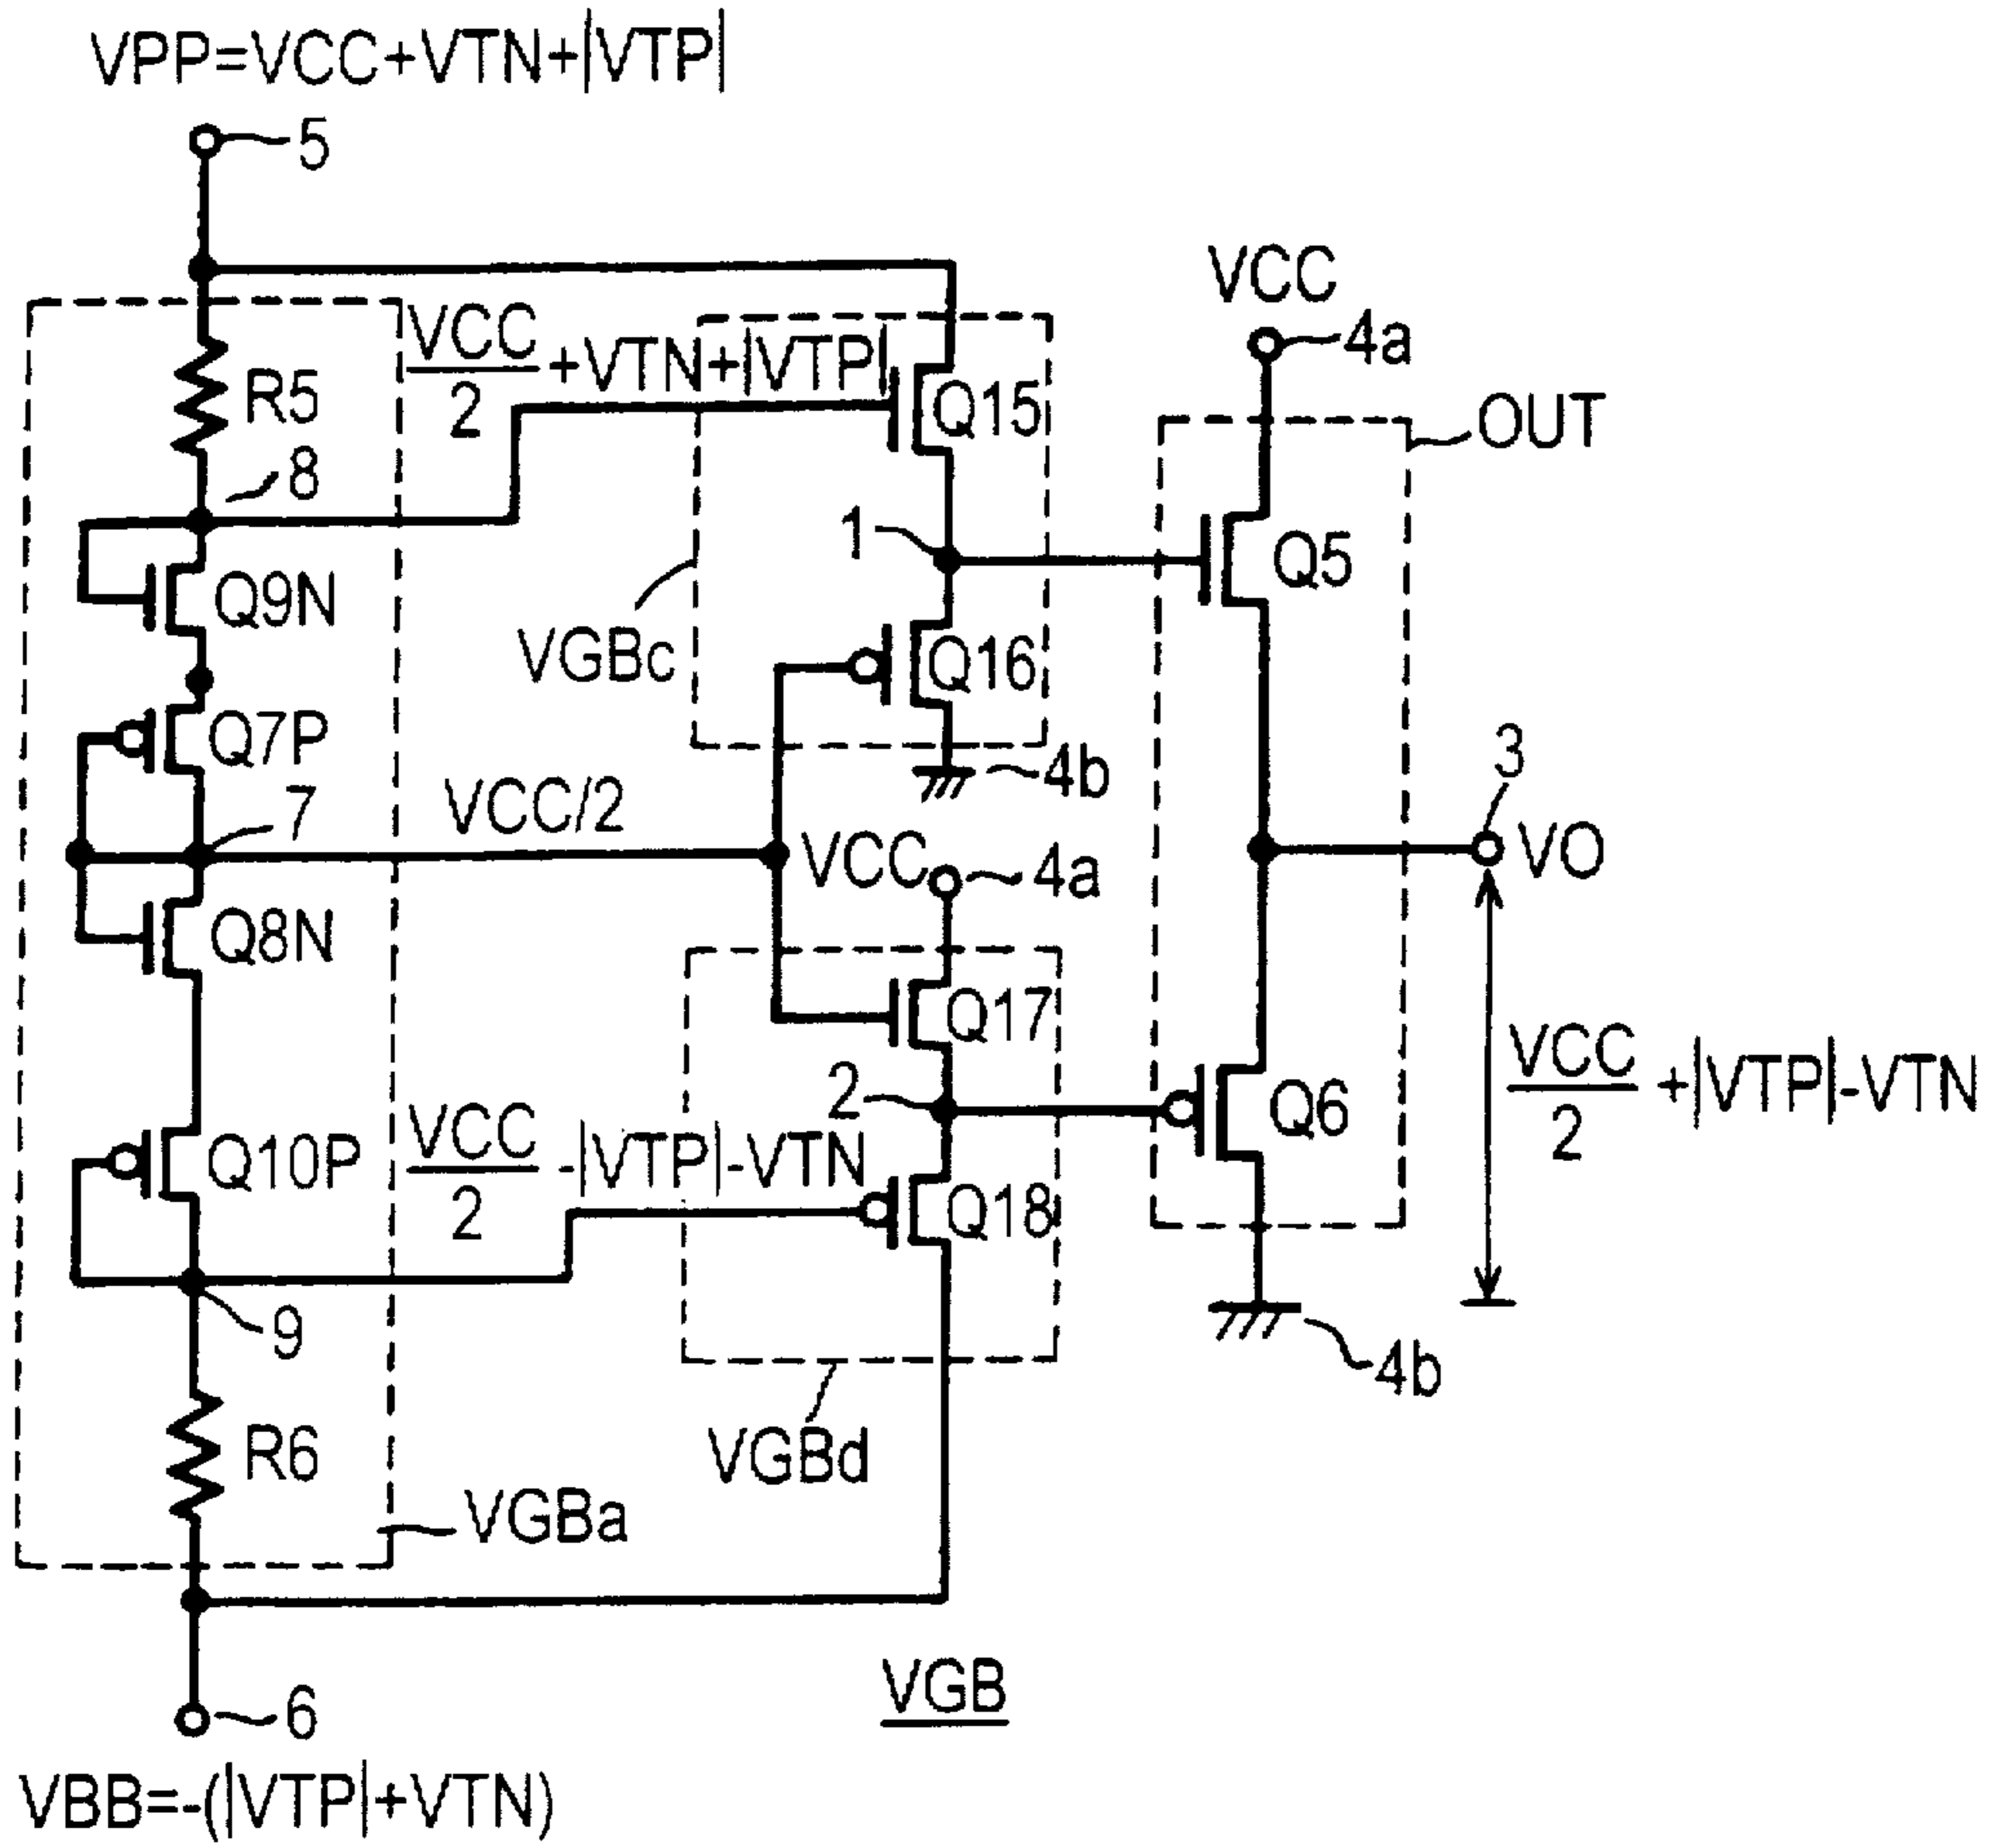 VPP=VCC+VTN+|VTP|
5
VCC
4a
VCC/2 +VTN+|VTP|
R5
Q15
OUT
8
1
Q5
Q9N
VGBc
Q16
Q7P
4b
3
7
VCC/2
VCC
4a
VO
Q8N
Q17
2
VCC/2 +|VTP|-VTN
Q6
Q10P
VCC/2 -|VTP|-VTN
Q18
9
4b
R6
VGBd
VGBa
VGB
6
VBB=-(|VTP|+VTN)